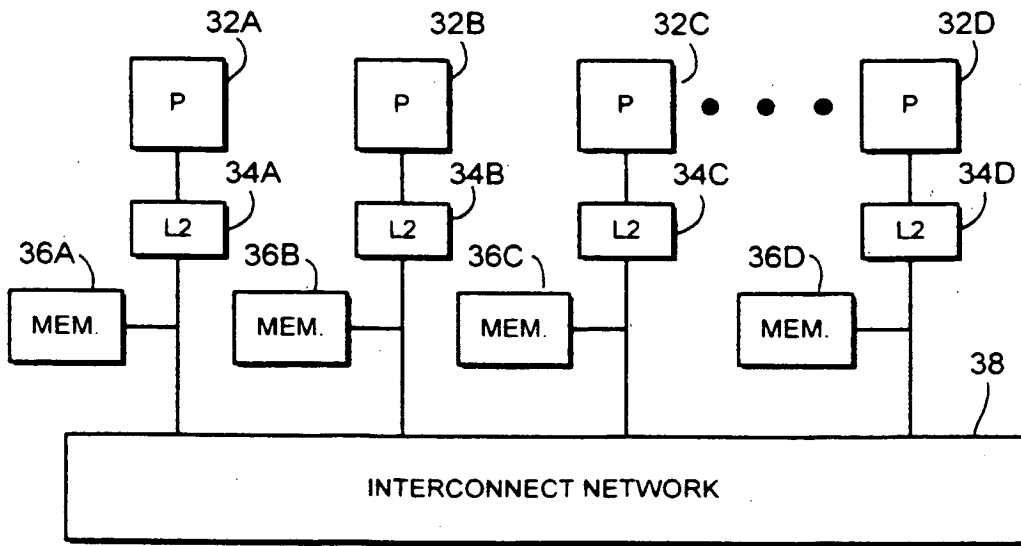 32A 32B 32C 32D
P P P P
34A 34B 34C 34D
L2 L2 L2 L2
36A 36B 36C 36D
MEM. MEM. MEM. MEM.
38
INTERCONNECT NETWORK